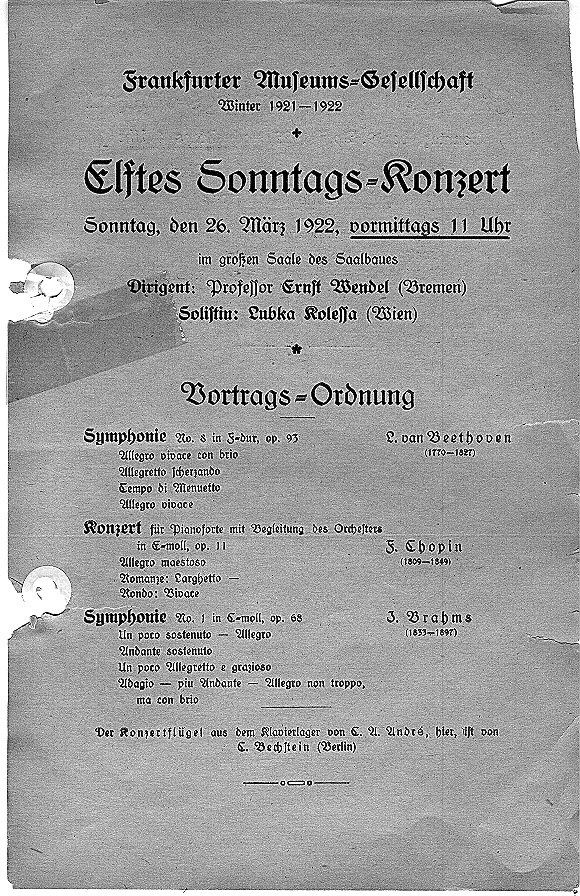 Frankfurter Museums-Gesellschaft
Winter 1921—1922
Elftes Sonntags-Konzert
Sonntag, den 26. März 1922, vormittags 11 Uhr
im großen Saale des Saalbaues
Dirigent: Professor Ernst Wendel (Bremen)
Solistin: Lubka Kolessa (Wien)
Vortrags-Ordnung
Symphonie No. 8 in F-dur, op. 93 L. van Beethoven
(1770—1827)
Allegro vivace con brio
Allegretto scherzando
Tempo di Menuetto
Allegro vivace
Konzert für Pianoforte mit Begleitung des Orchesters
in E-moll, op. 11 F. Chopin
(1809—1849)
Allegro maestoso
Romanze: Larghetto —
Rondo: Vivace
Symphonie No. 1 in C-moll, op. 68 J. Brahms
(1833—1897)
Un poco sostenuto — Allegro
Andante sostenuto
Un poco Allegretto e grazioso
Adagio — piu Andante — Allegro non troppo,
ma con brio
Der Konzertflügel aus dem Klavierlager von C. A. André, hier, ist von
C. Bechstein (Berlin)